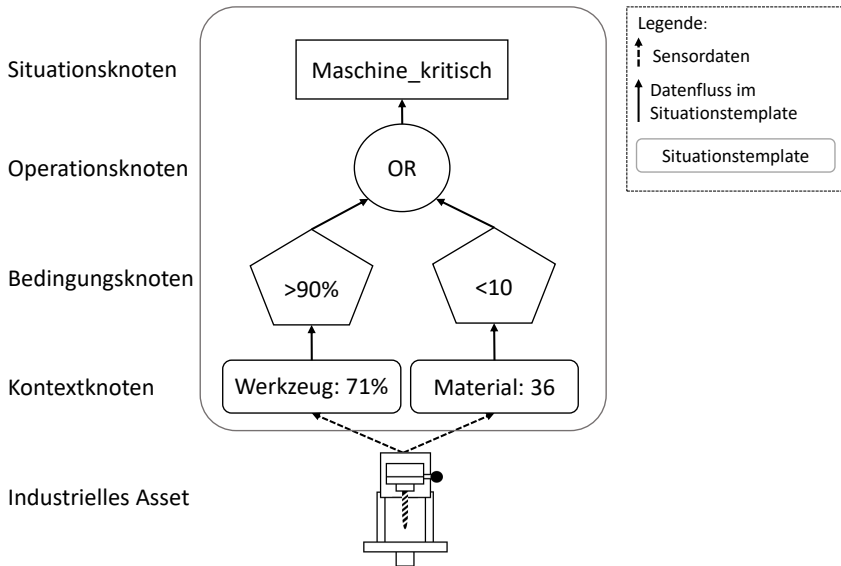 Situationsknoten
Maschine_kritisch
Operationsknoten
OR
Bedingungsknoten
>90%
<10
Kontextknoten
Werkzeug: 71%
Material: 36
Industrielles Asset
Legende:
Sensordaten
Datenfluss im
Situationstemplate
Situationstemplate